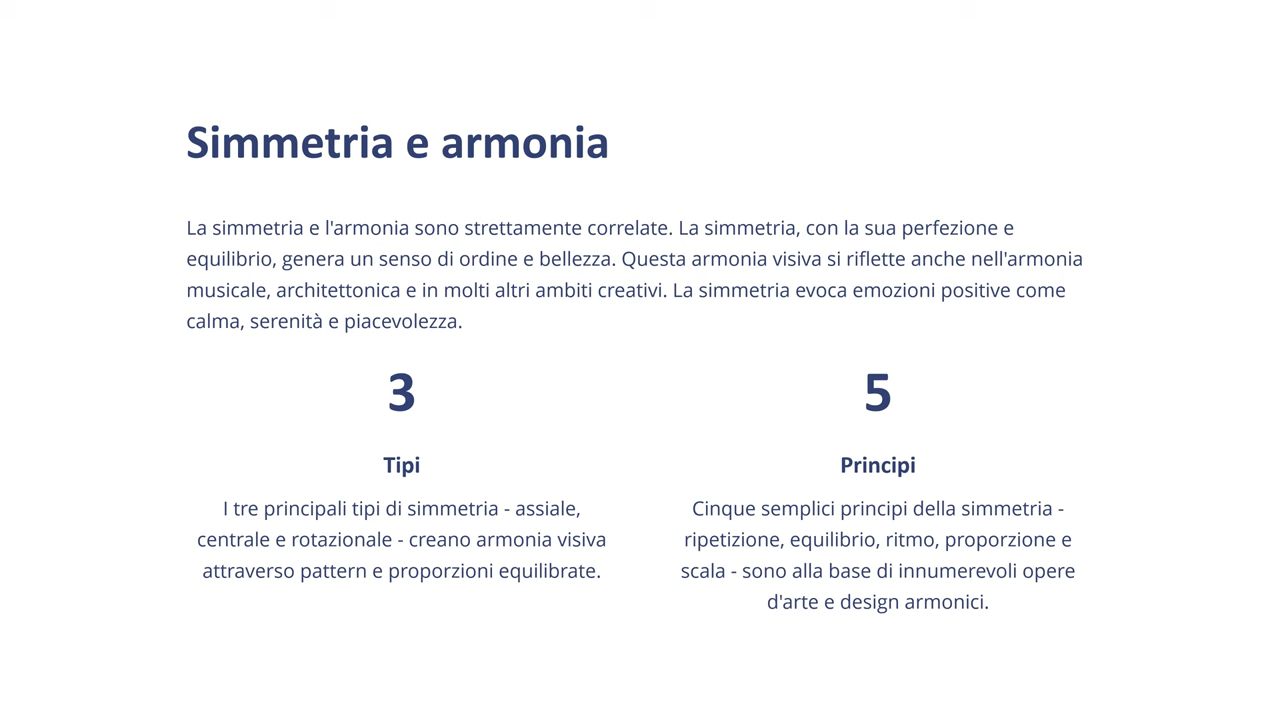 Simmetria e armonia
La simmetria e l'armonia sono strettamente correlate. La simmetria, con la sua perfezione e
equilibrio, genera un senso di ordine e bellezza. Questa armonia visiva si riflette anche nell'armonia
musicale, architettonica e in molti altri ambiti creativi. La simmetria evoca emozioni positive come
calma, serenità e piacevolezza.
3
Tipi
I tre principali tipi di simmetria - assiale,
centrale e rotazionale - creano armonia visiva
attraverso pattern e proporzioni equilibrate.
5
Principi
Cinque semplici principi della simmetria -
ripetizione, equilibrio, ritmo, proporzione e
scala - sono alla base di innumerevoli opere
d'arte e design armonici.